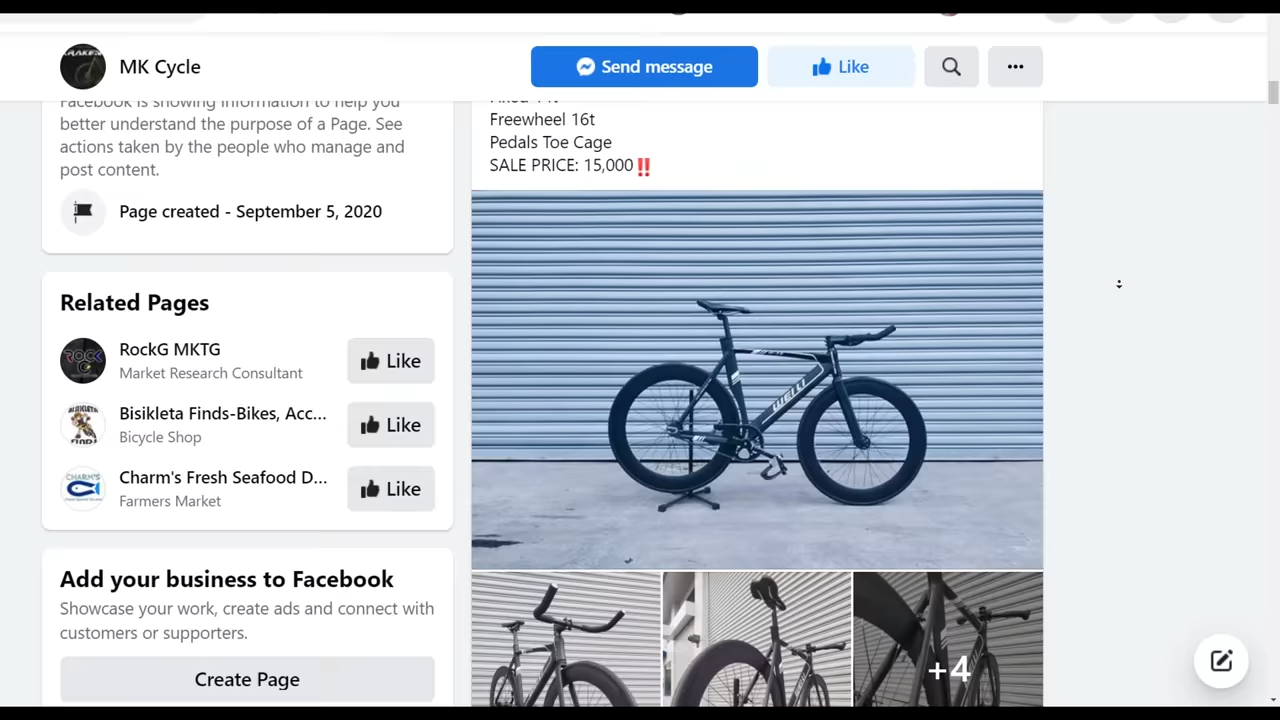 MK Cycle
Send message
Like
Facebook is showing information to help you
better understand the purpose of a Page. See
actions taken by the people who manage and
post content.
Page created - September 5, 2020
Related Pages
RockG MKTG
Market Research Consultant
Like
Bisikleta Finds-Bikes, Acc...
Bicycle Shop
Like
Charm's Fresh Seafood D...
Farmers Market
Like
Add your business to Facebook
Showcase your work, create ads and connect with
customers or supporters.
Create Page
Freewheel 16t
Pedals Toe Cage
SALE PRICE: 15,000‼️
+4